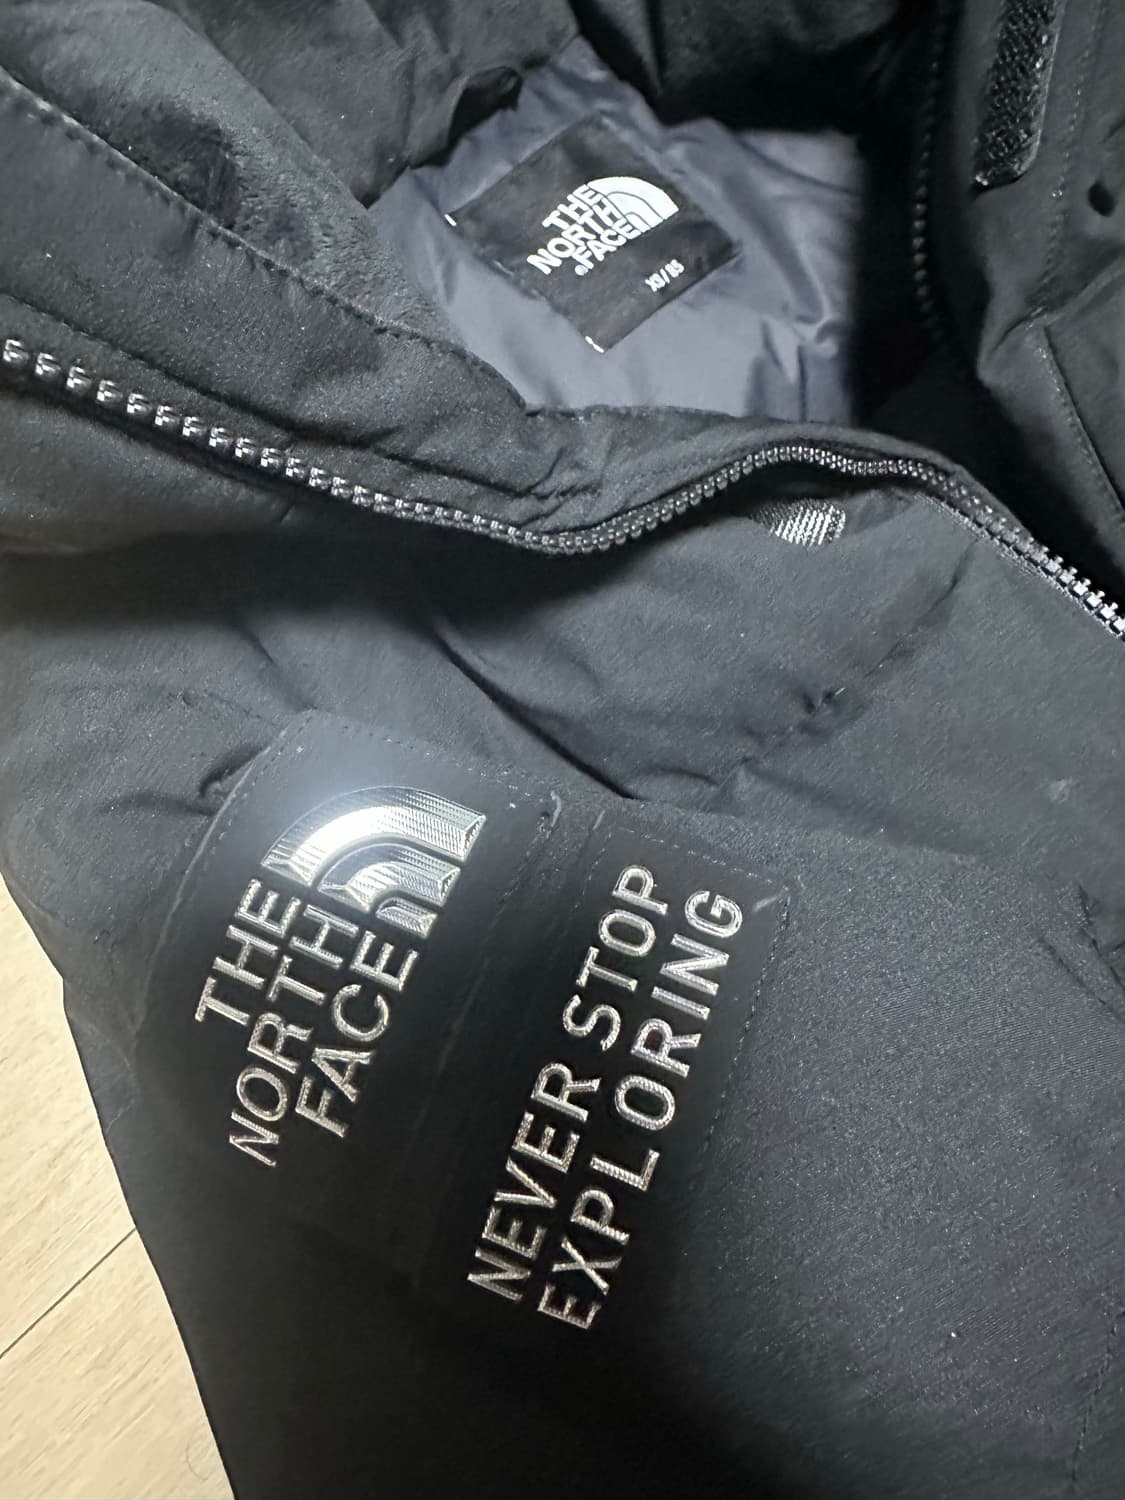 THE
NORTH
FACE
XS/85
THE
NORTH
FACE
NEVER STOP
EXPLORING